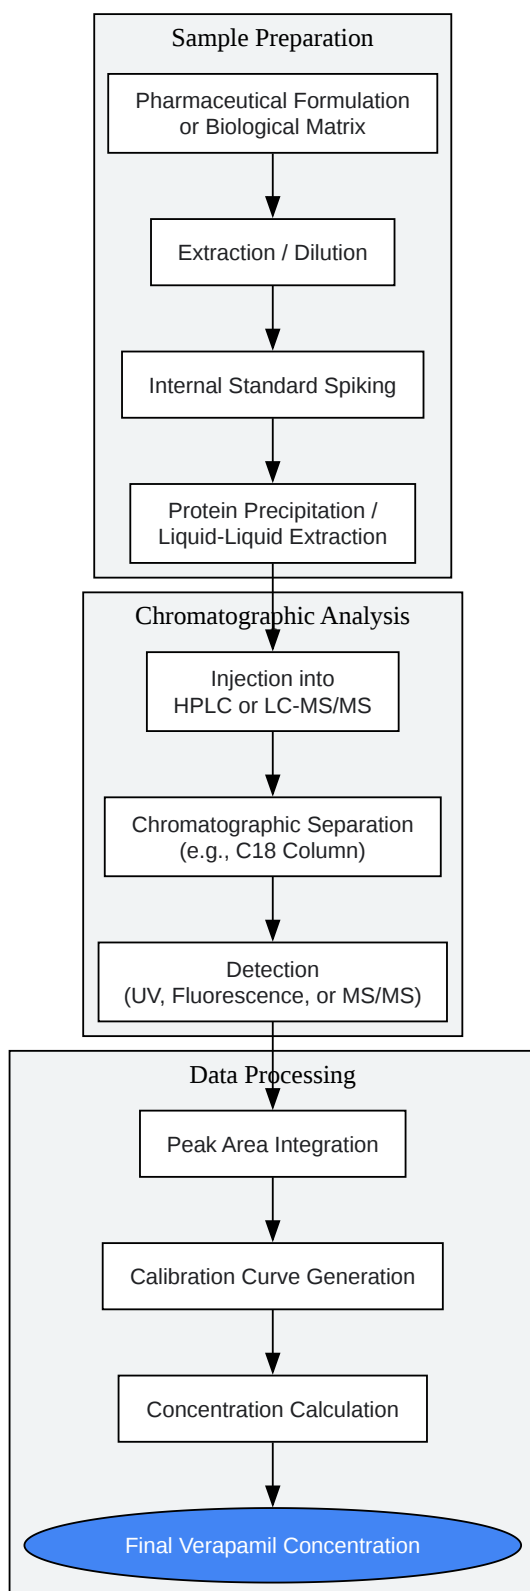 Sample Preparation
Pharmaceutical Formulation
or Biological Matrix
Extraction / Dilution
Internal Standard Spiking
Protein Precipitation /
Liquid-Liquid Extraction
Chromatographic Analysis
Injection into
HPLC or LC-MS/MS
Chromatographic Separation
(e.g., C18 Column)
Detection
(UV, Fluorescence, or MS/MS)
Data Processing
Peak Area Integration
Calibration Curve Generation
Concentration Calculation
Final Verapamil Concentration